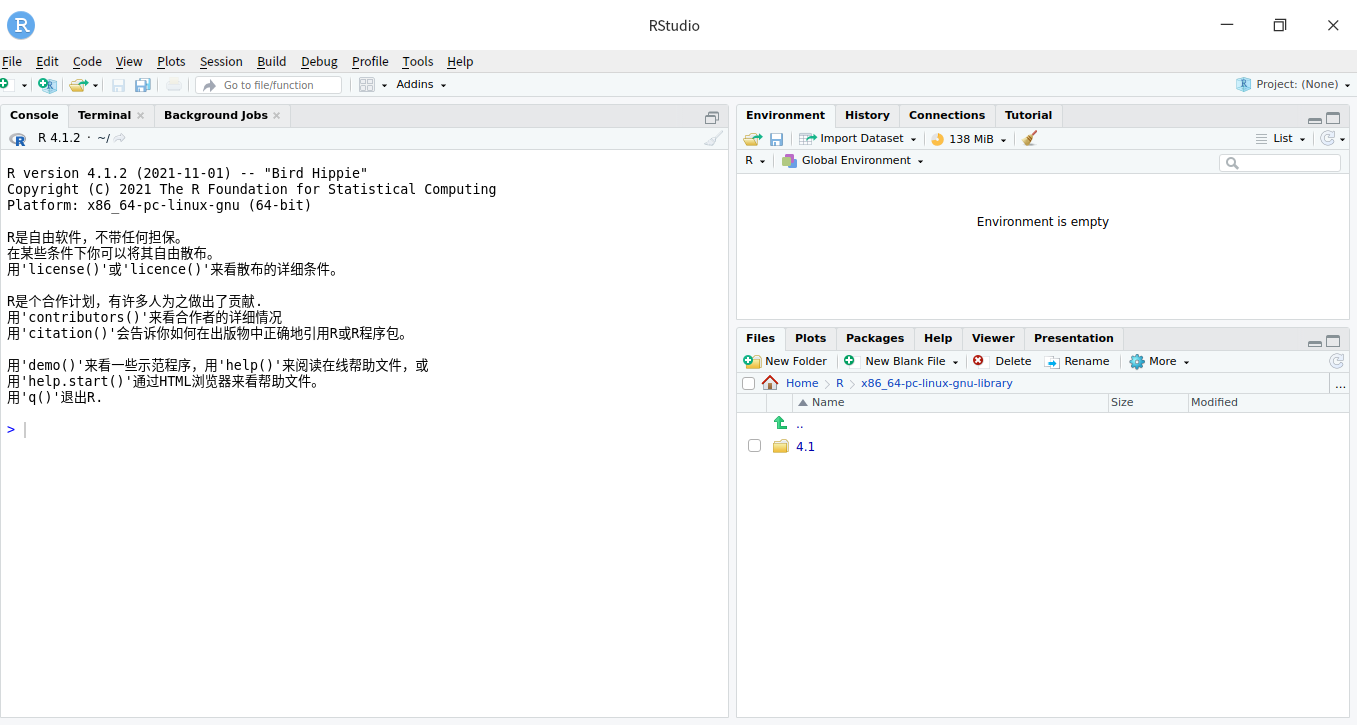 R
RStudio
File Edit Code View Plots Session Build Debug Profile Tools Help
R Go to file/function Addins R Project: (None)
Console Terminal Background Jobs
R R 4.1.2 · ~/
R version 4.1.2 (2021-11-01) -- "Bird Hippie"
Copyright (C) 2021 The R Foundation for Statistical Computing
Platform: x86_64-pc-linux-gnu (64-bit)
R是自由软件，不带任何担保。
在某些条件下你可以将其自由散布。
用'license()'或'licence()'来看散布的详细条件。
R是个合作计划，有许多人为之做出了贡献.
用'contributors()'来看合作者的详细情况
用'citation()'会告诉你如何在出版物中正确地引用R或R程序包。
用'demo()'来看一些示范程序，用'help()'来阅读在线帮助文件，或
用'help.start()'通过HTML浏览器来看帮助文件。
用'q()'退出R.
>
Environment History Connections Tutorial
Import Dataset 138 MiB List
R Global Environment
Environment is empty
Files Plots Packages Help Viewer Presentation
New Folder New Blank File Delete Rename More
Home R x86_64-pc-linux-gnu-library ...
Name Size Modified
..
4.1